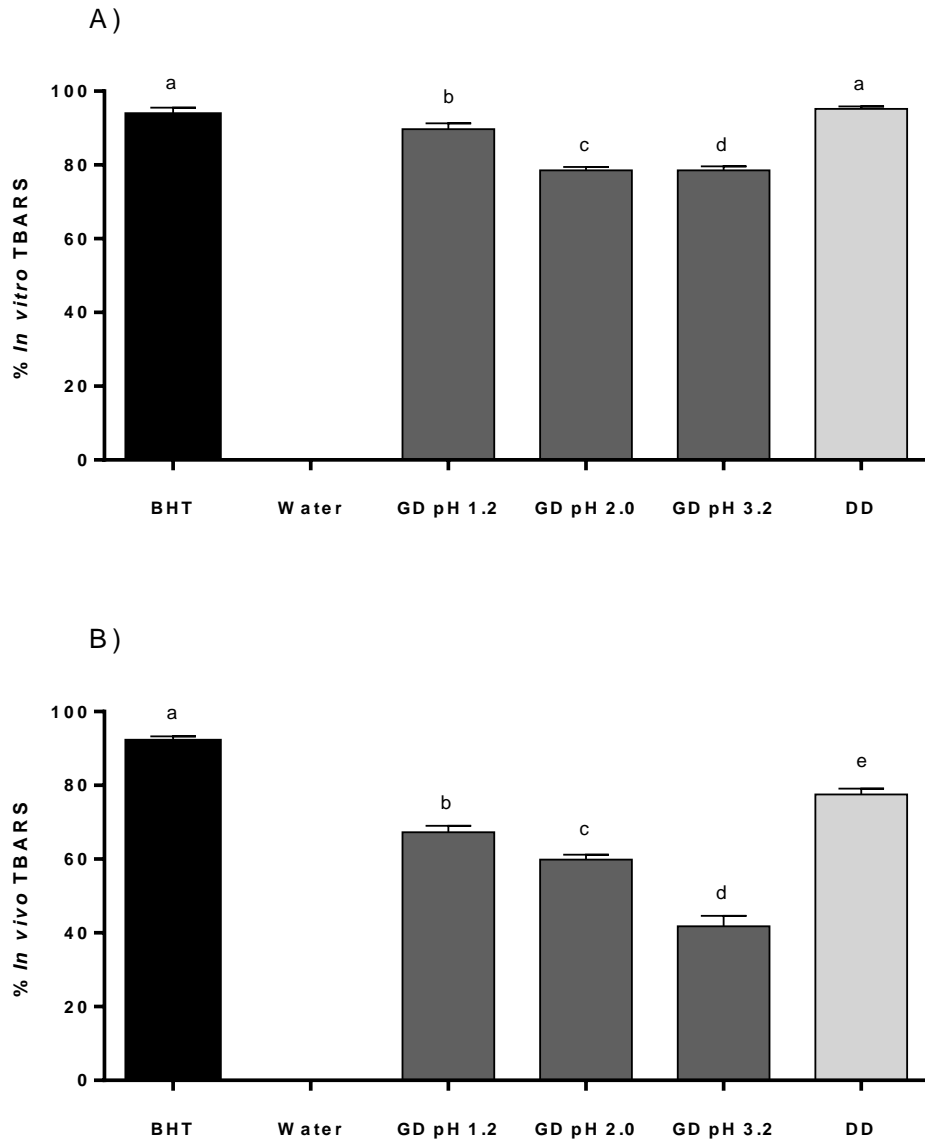 A)
a
b
c
d
a
100
80
60
40
20
0
% In vitro TBARS
BHT Water GD pH 1.2 GD pH 2.0 GD pH 3.2 DD
B)
a
b
c
d
e
100
80
60
40
20
0
% In vivo TBARS
BHT Water GD pH 1.2 GD pH 2.0 GD pH 3.2 DD